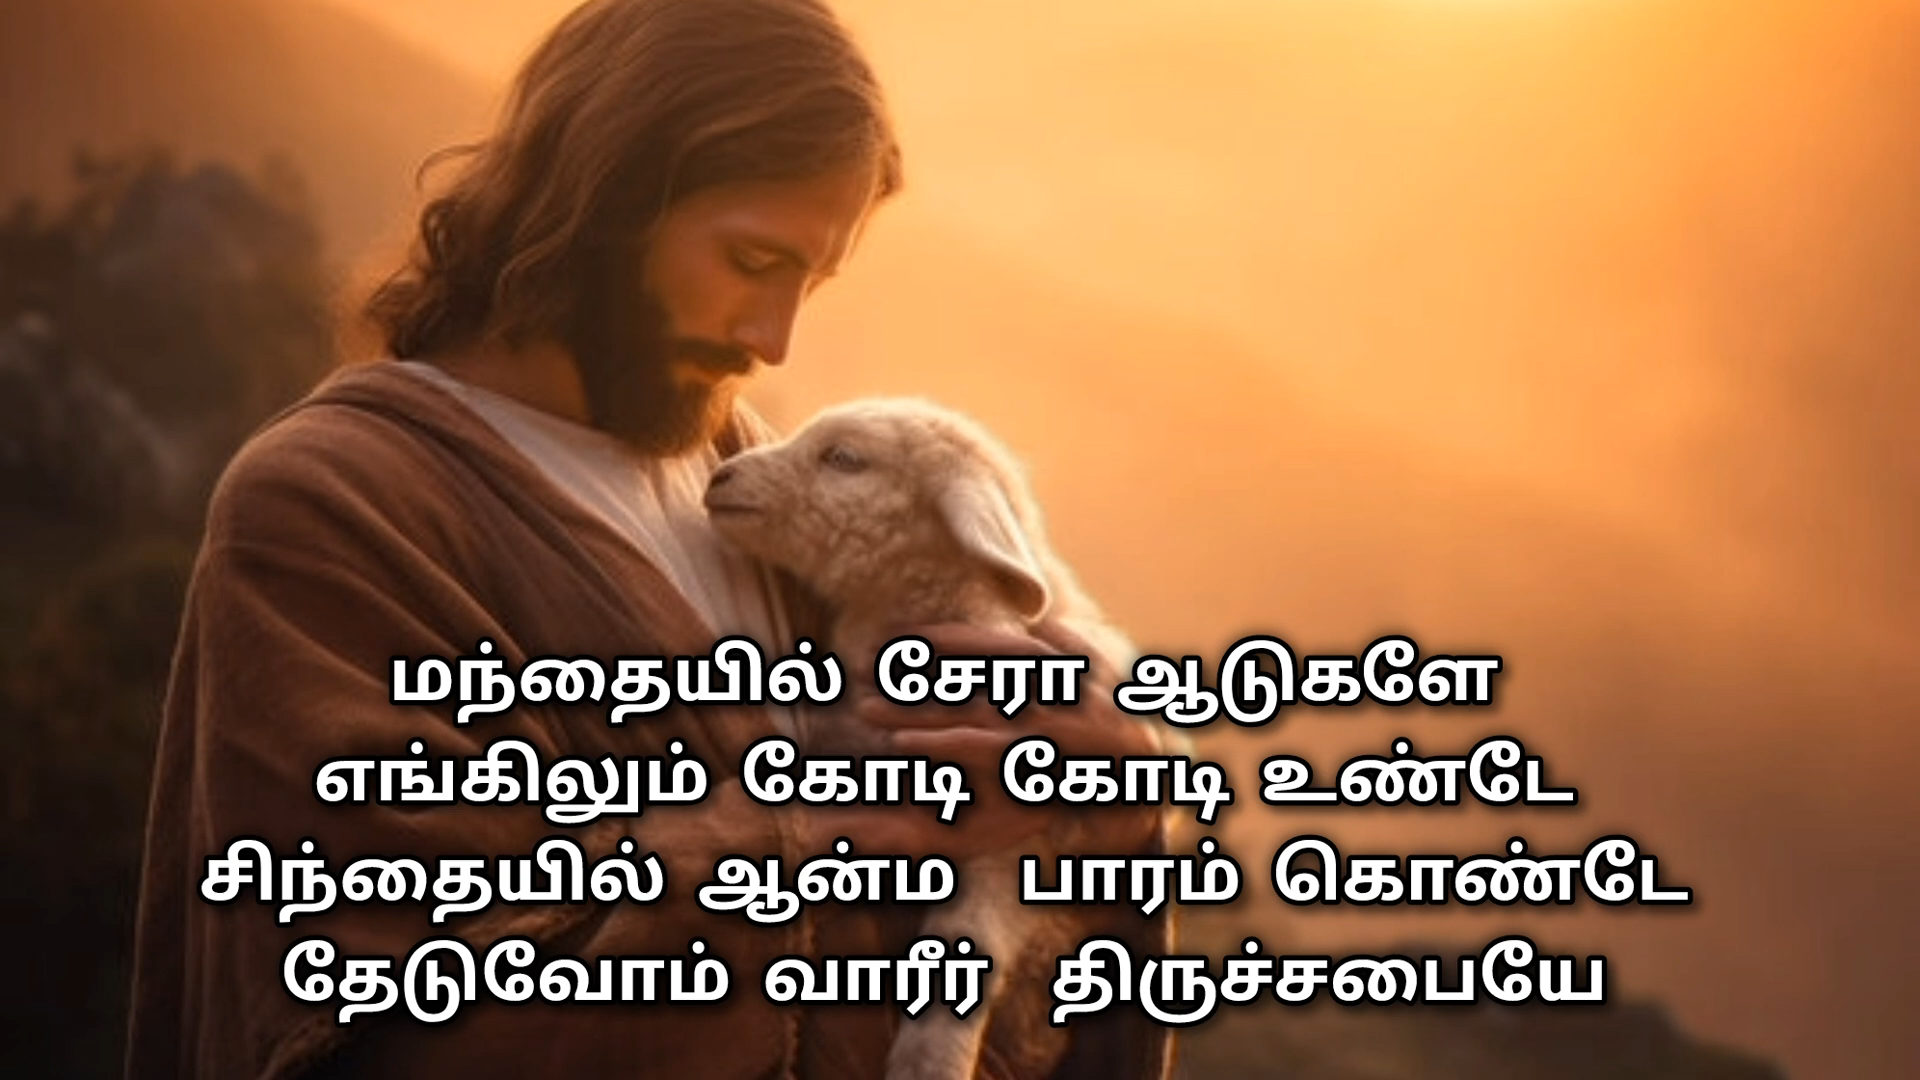 மந்தையில் சேரா ஆடுகளே
எங்கிலும் கோடி கோடி உண்டே
சிந்தையில் ஆன்ம பாரம் கொண்டே
தேடுவோம் வாரீர் திருச்சபையே